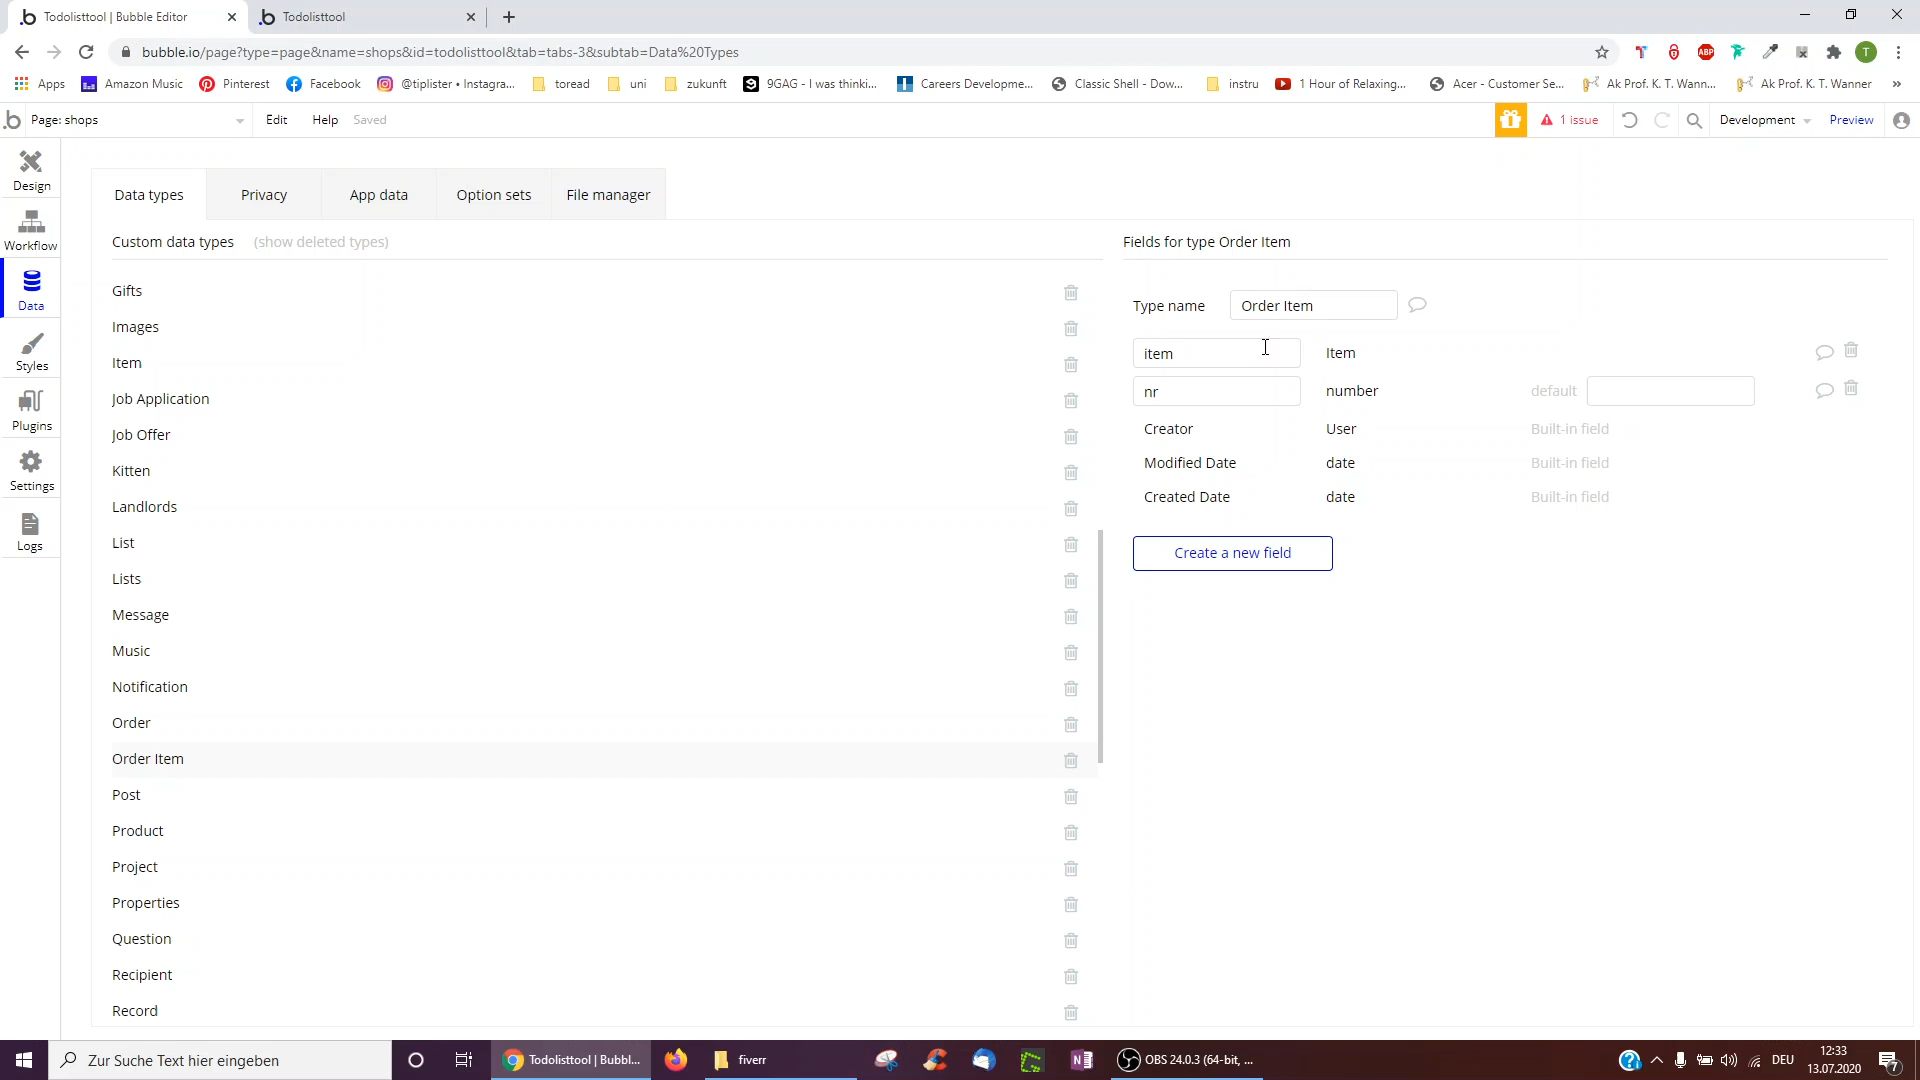 Todolisttool | Bubble Editor
Todolisttool
bubble.io/page?type=page&name=shops&id=todolisttool&tab=tabs-3&subtab=Data%20Types
ABP
T
Apps
Amazon Music
Pinterest
Facebook
@tiplister • Instagra...
toread
uni
zukunft
9GAG - I was thinki...
Careers Developme...
Classic Shell - Dow...
instru
1 Hour of Relaxing...
Acer - Customer Se...
Ak Prof. K. T. Wann...
Ak Prof. K. T. Wanner
»
Page: shops
Edit
Help
Saved
1 issue
Development
Preview
Design
Workflow
Data
Styles
Plugins
Settings
Logs
Data types
Privacy
App data
Option sets
File manager
Custom data types
(show deleted types)
Gifts
Images
Item
Job Application
Job Offer
Kitten
Landlords
List
Lists
Message
Music
Notification
Order
Order Item
Post
Product
Project
Properties
Question
Recipient
Record
Fields for type Order Item
Type name
Order Item
item
Item
nr
number
default
Creator
User
Built-in field
Modified Date
date
Built-in field
Created Date
date
Built-in field
Create a new field
Zur Suche Text hier eingeben
Todolisttool | Bubbl...
fiverr
OBS 24.0.3 (64-bit, ...
DEU
12:33
13.07.2020
7